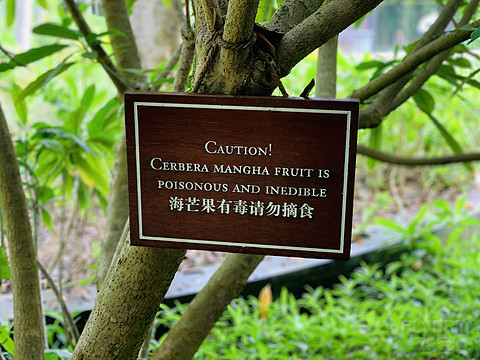 CAUTION!
CERBERA MANGHA FRUIT IS
POISONOUS AND INEDIBLE
海芒果有毒请勿摘食